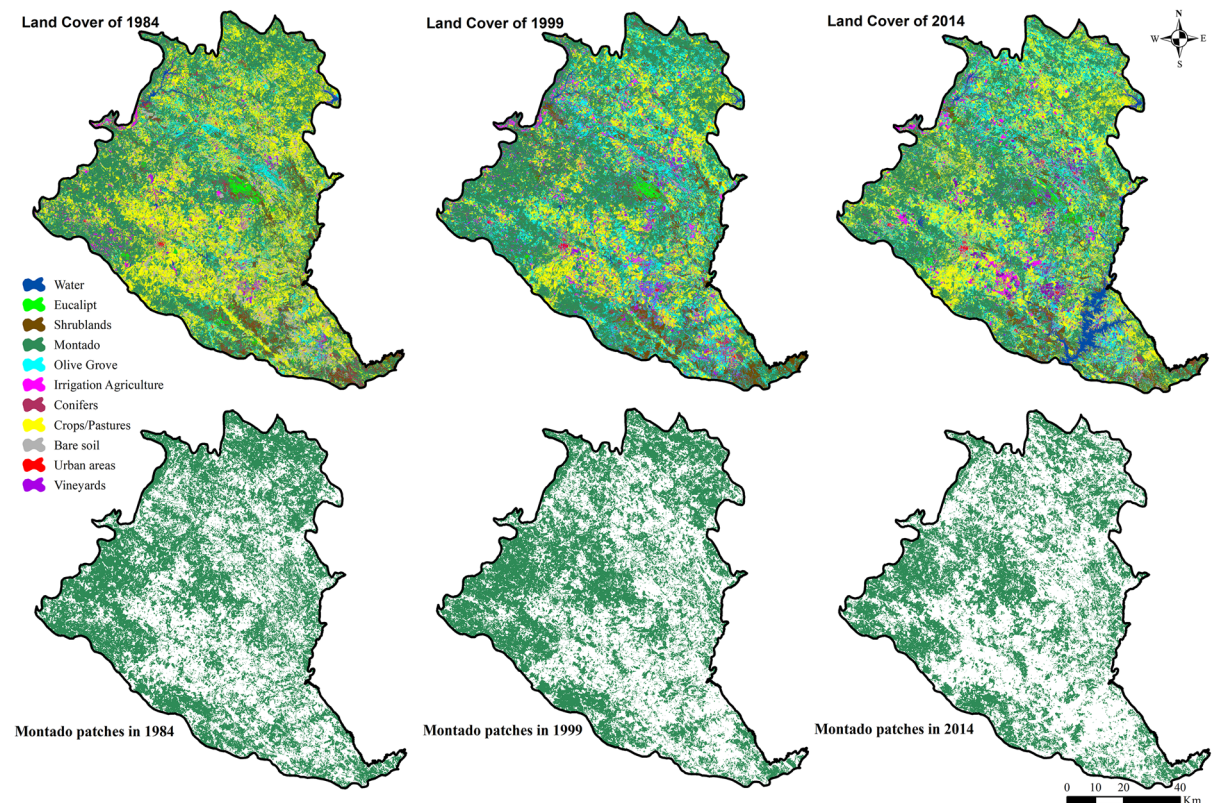 Land Cover of 1984
Land Cover of 1999
Land Cover of 2014
N
W E
S
Water
Eucalipt
Shrublands
Montado
Olive Grove
Irrigation Agriculture
Conifers
Crops/Pastures
Bare soil
Urban areas
Vineyards
Montado patches in 1984
Montado patches in 1999
Montado patches in 2014
0 10 20 40
Km